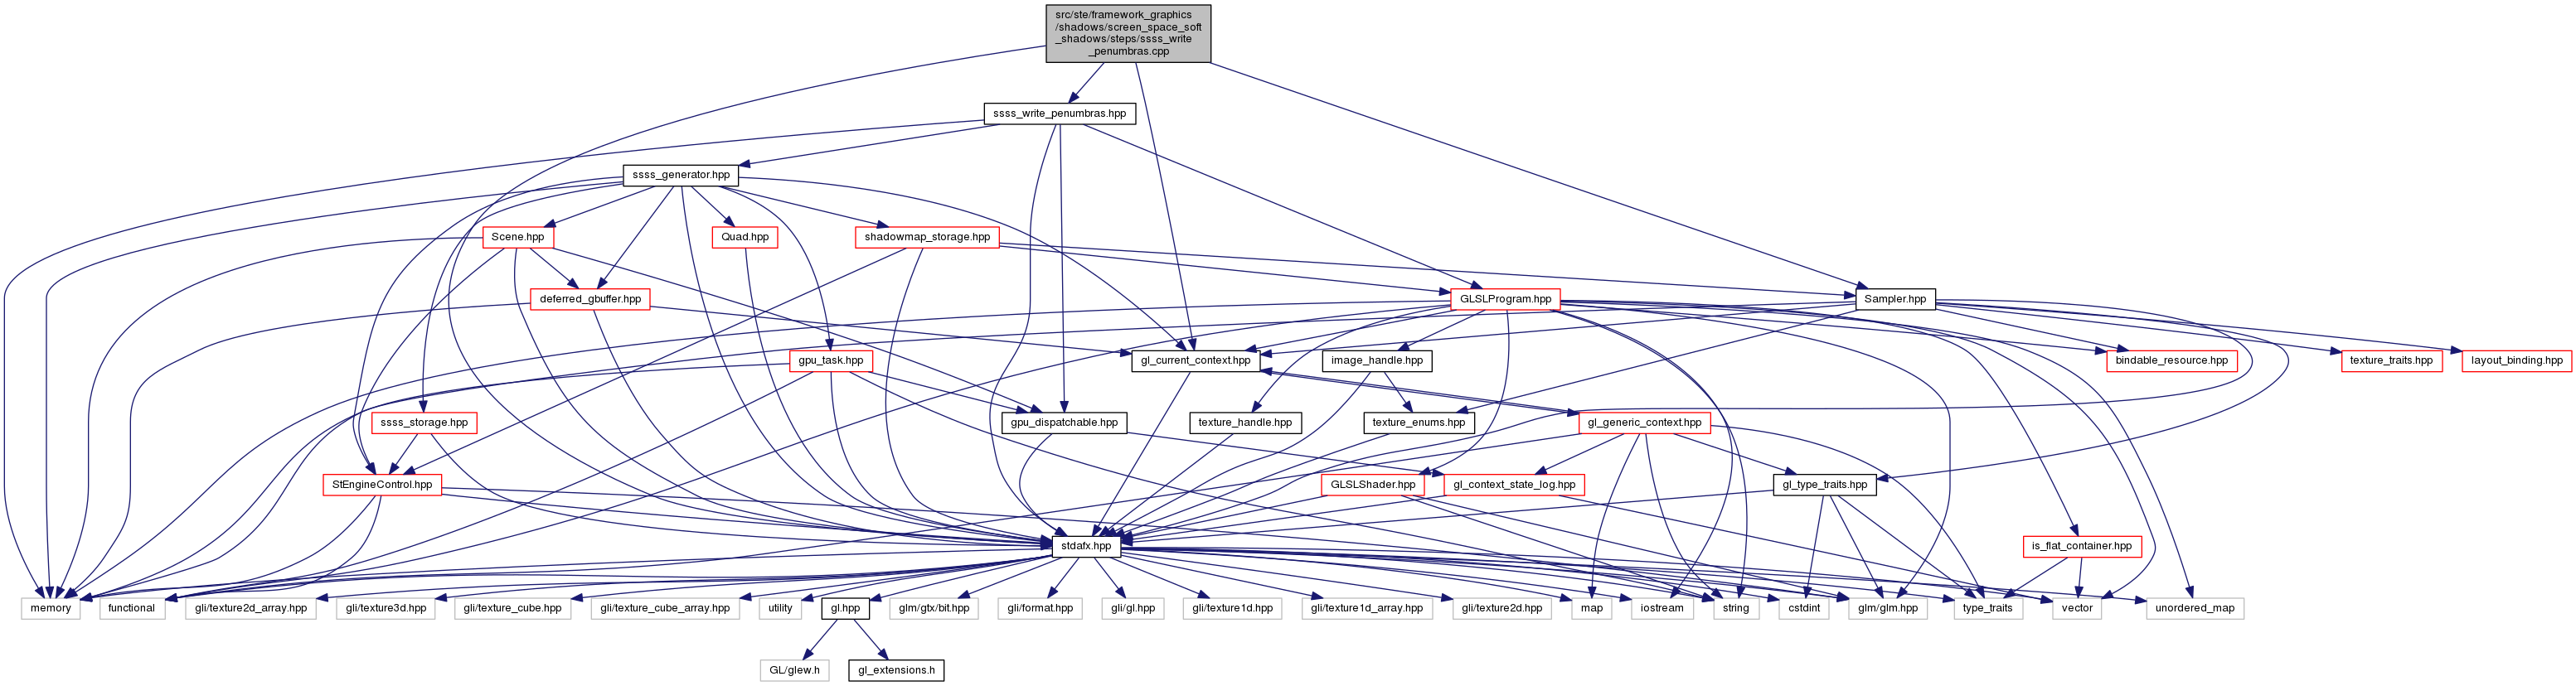 src/ste/framework_graphics
/shadows/screen_space_soft
_shadows/steps/ssss_write
_penumbras.cpp
ssss_write_penumbras.hpp
ssss_generator.hpp
Scene.hpp
Quad.hpp
shadowmap_storage.hpp
deferred_gbuffer.hpp
GLSLProgram.hpp
Sampler.hpp
gpu_task.hpp
gl_current_context.hpp
image_handle.hpp
bindable_resource.hpp
texture_traits.hpp
layout_binding.hpp
ssss_storage.hpp
gpu_dispatchable.hpp
texture_handle.hpp
texture_enums.hpp
gl_generic_context.hpp
StEngineControl.hpp
GLSLShader.hpp
gl_context_state_log.hpp
gl_type_traits.hpp
stdafx.hpp
is_flat_container.hpp
memory
functional
gli/texture2d_array.hpp
gli/texture3d.hpp
gli/texture_cube.hpp
gli/texture_cube_array.hpp
utility
gl.hpp
glm/gtx/bit.hpp
gli/format.hpp
gli/gl.hpp
gli/texture1d.hpp
gli/texture1d_array.hpp
gli/texture2d.hpp
map
iostream
string
cstdint
glm/glm.hpp
type_traits
vector
unordered_map
GL/glew.h
gl_extensions.h